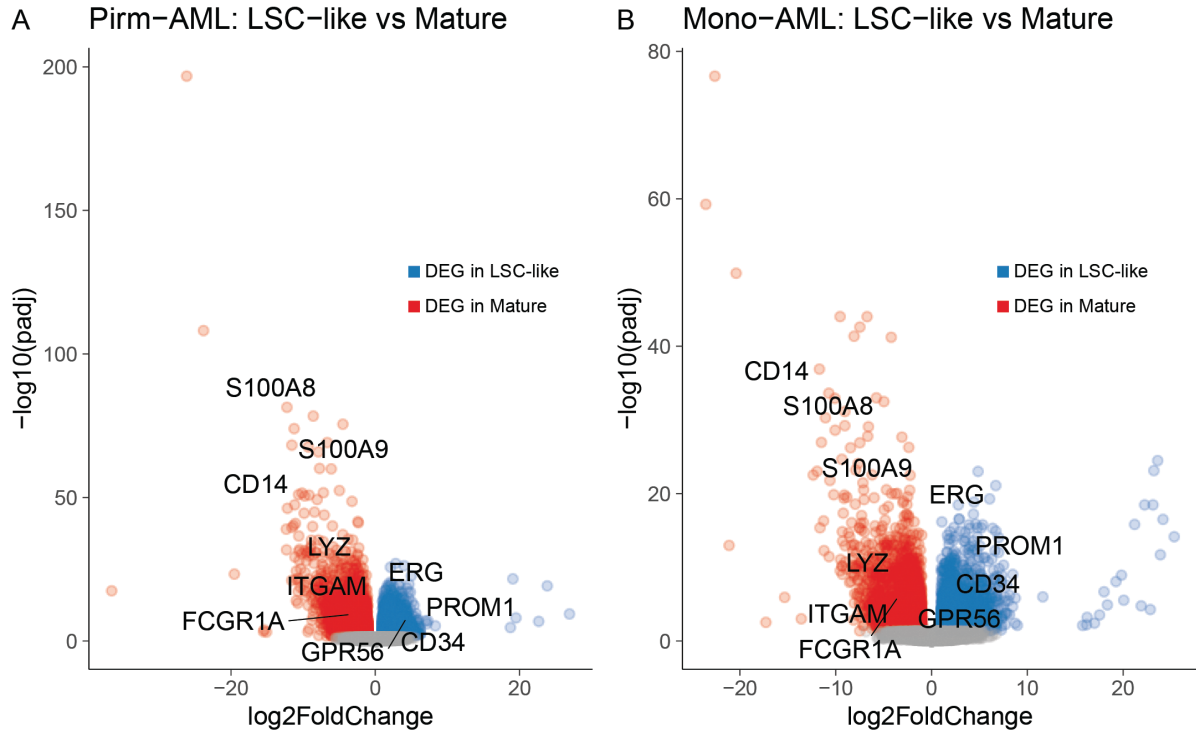 A
Pirm−AML: LSC−like vs Mature
200
150
100
50
0
−log10(padj)
DEG in LSC-like
DEG in Mature
S100A8
S100A9
CD14
LYZ
ERG
ITGAM
PROM1
FCGR1A
CD34
GPR56
−20
0
20
log2FoldChange
B
Mono−AML: LSC−like vs Mature
80
60
40
20
0
−log10(padj)
DEG in LSC-like
DEG in Mature
CD14
S100A8
S100A9
ERG
PROM1
LYZ
CD34
ITGAM
GPR56
FCGR1A
−20
−10
0
10
20
log2FoldChange